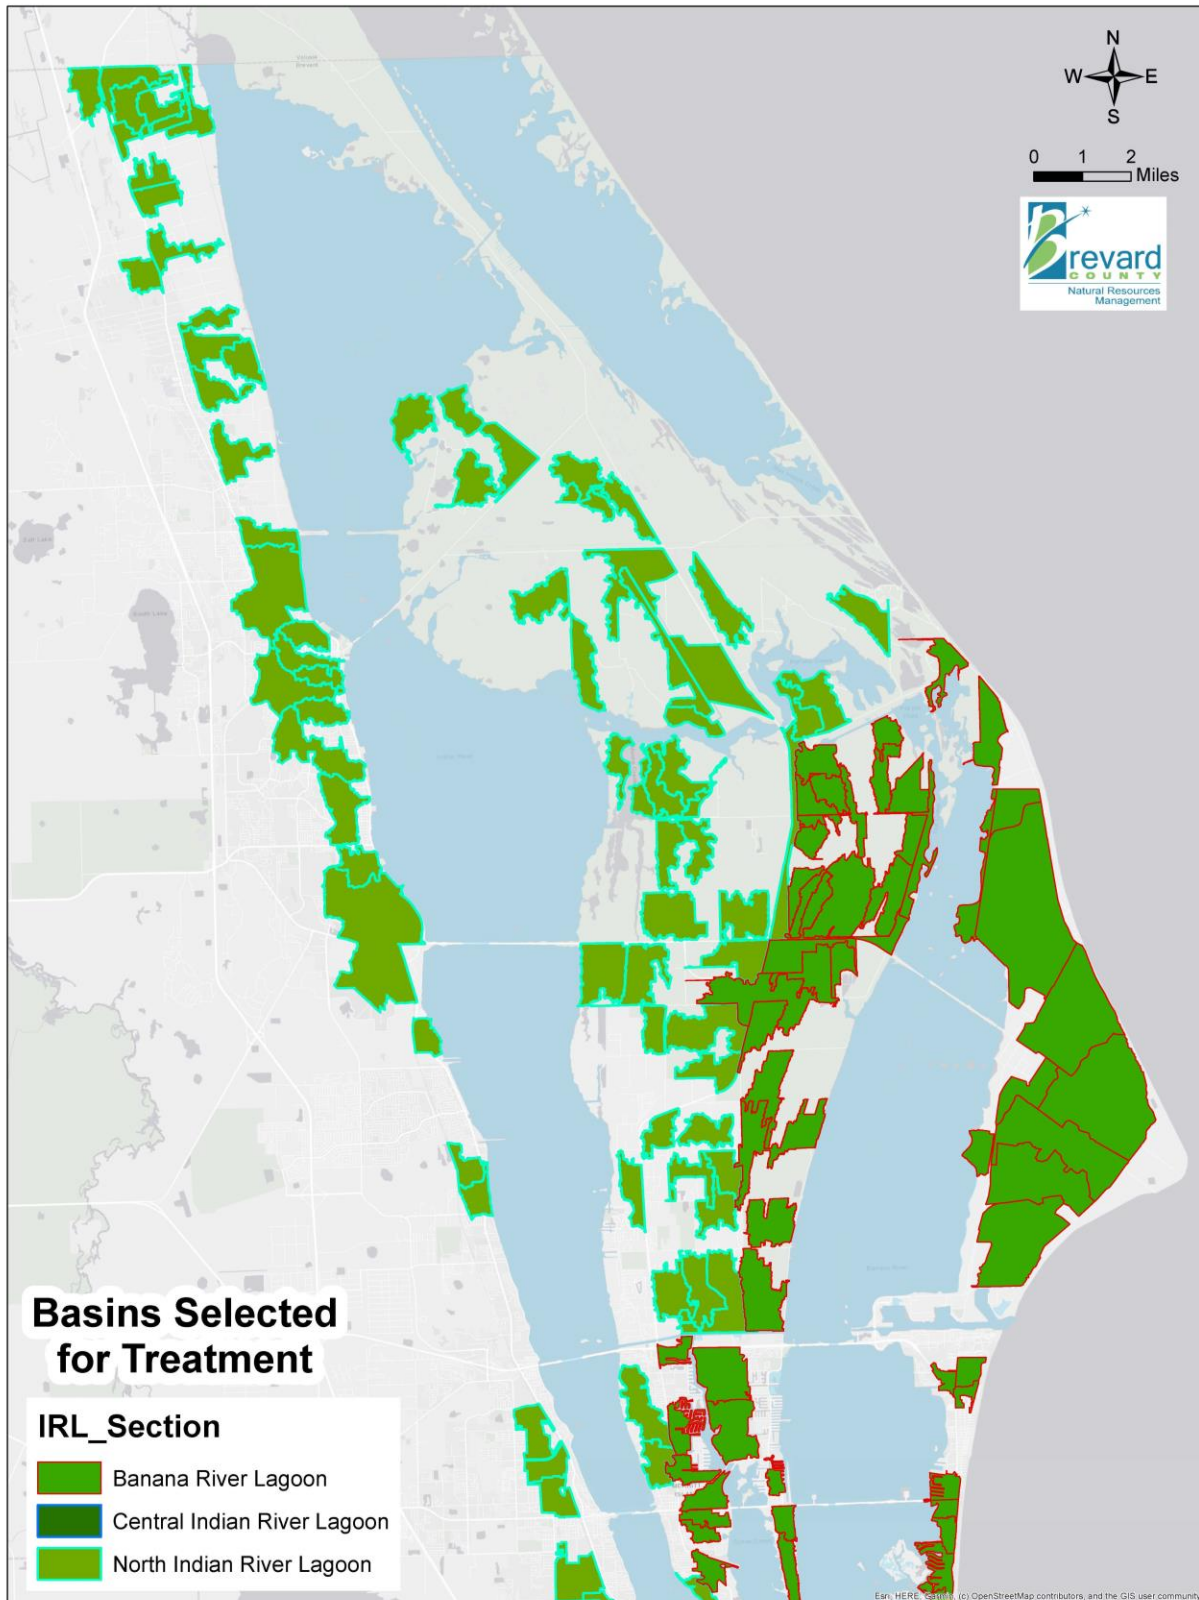 N
W E
S
0 1 2
Miles
Brevard
COUNTY
Natural Resources
Management
Basins Selected
for Treatment
IRL_Section
Banana River Lagoon
Central Indian River Lagoon
North Indian River Lagoon
Esri, HERE, Garmin, (c) OpenStreetMap contributors, and the GIS user community